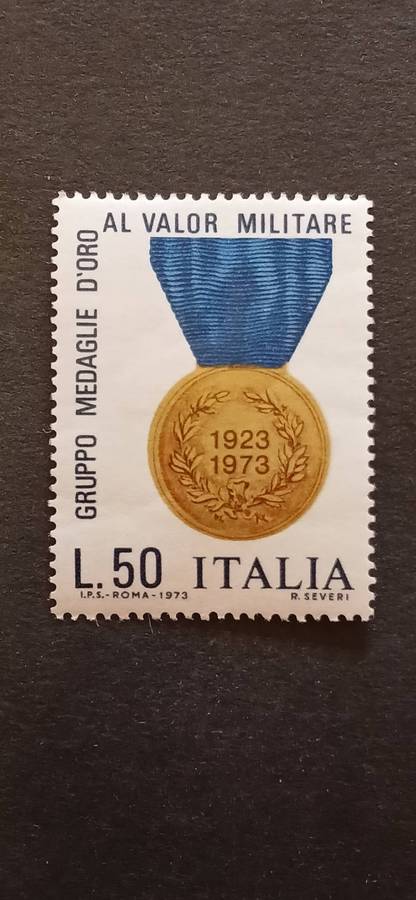 GRUPPO MEDAGLIE D'ORO
AL VALOR MILITARE
1923
1973
L.50 ITALIA
I.P.S.-ROMA-1973 R. SEVERI